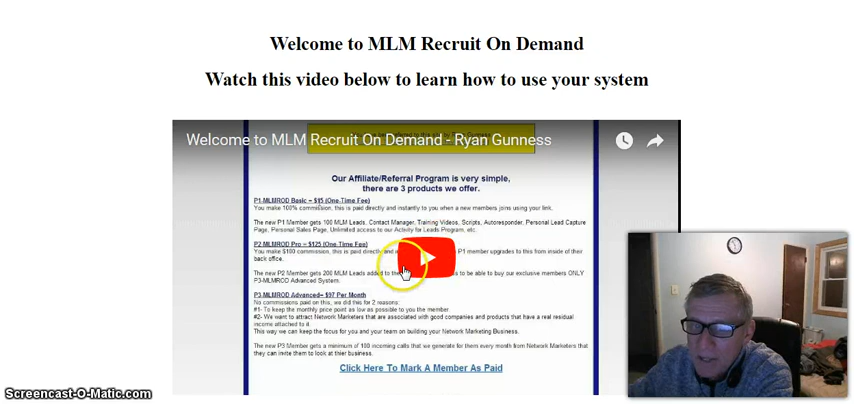 Welcome to MLM Recruit On Demand
Watch this video below to learn how to use your system
Welcome to MLM Recruit On Demand - Ryan Gunness
Our Affiliate/Referral Program is very simple,
there are 3 products we offer.
P1-MLMROD Basic – $15 (One-Time Fee)
You make 100% commission, this is paid directly and instantly to you when a new members joins using your link.
The new P1 Member gets 100 MLM Leads, Contact Manager, Training Videos, Scripts, Autoresponder, Personal Lead Capture
Page, Personal Sales Page, Unlimited access to our Activity for Leads Program, etc.
P2-MLMROD Pro – $125 (One-Time Fee)
You make $100 commission, this is paid directly and P1 member upgrades to this from inside of their
back office.
The new P2 Member gets 200 MLM Leads added to to be able to buy our exclusive members ONLY
P3-MLMROD Advanced System.
P3-MLMROD Advanced– $97 Per Month
No commissions paid on this, we did this for 2 reasons:
#1- To keep the monthly price point as low as possible to you the member
#2- We want to attract Network Marketers that are associated with good companies and products that have a real residual
income attached to it.
This way we can keep the focus for you and your team on building your Network Marketing Business.
The new P3 Member gets a minimum of 100 incoming calls that we generate for them every month from Network Marketers that
they can invite them to look at thier business.
Click Here To Mark A Member As Paid
Screencast-O-Matic.com